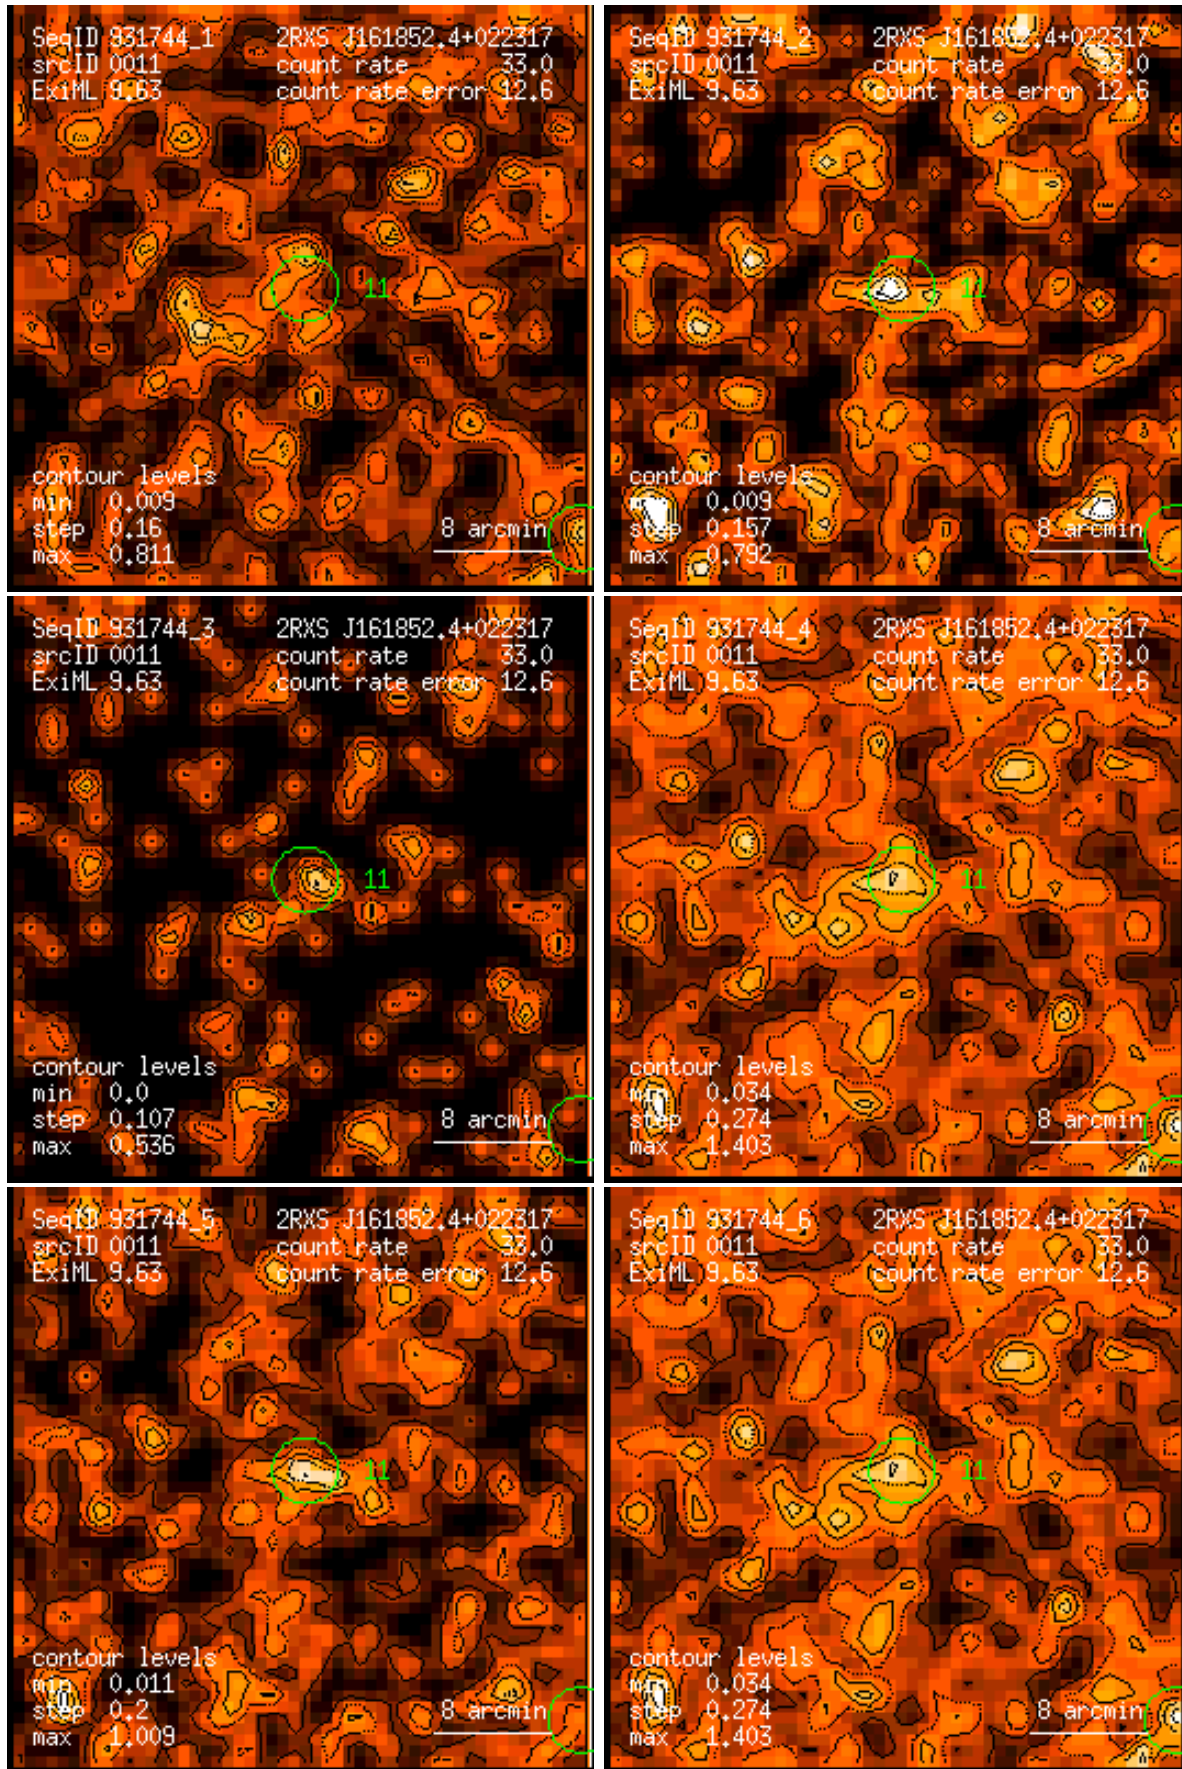 SeqID 931744_1 2RXS J161852.4+022317
srcID 0011 count rate 33.0
ExiML 9.63 count rate error 12.6
11
contour levels
min 0.009
step 0.16 8 arcmin
max 0.811
SeqID 931744_2 2RXS J161852.4+022317
srcID 0011 count rate 33.0
ExiML 9.63 count rate error 12.6
11
contour levels
min 0.009
step 0.157 8 arcmin
max 0.792
SeqID 931744_3 2RXS J161852.4+022317
srcID 0011 count rate 33.0
ExiML 9.63 count rate error 12.6
11
contour levels
min 0.0
step 0.107 8 arcmin
max 0.536
SeqID 931744_4 2RXS J161852.4+022317
srcID 0011 count rate 33.0
ExiML 9.63 count rate error 12.6
11
contour levels
min 0.034
step 0.274 8 arcmin
max 1.403
SeqID 931744_5 2RXS J161852.4+022317
srcID 0011 count rate 33.0
ExiML 9.63 count rate error 12.6
11
contour levels
min 0.011
step 0.2 8 arcmin
max 1.009
SeqID 931744_6 2RXS J161852.4+022317
srcID 0011 count rate 33.0
ExiML 9.63 count rate error 12.6
11
contour levels
min 0.034
step 0.274 8 arcmin
max 1.403